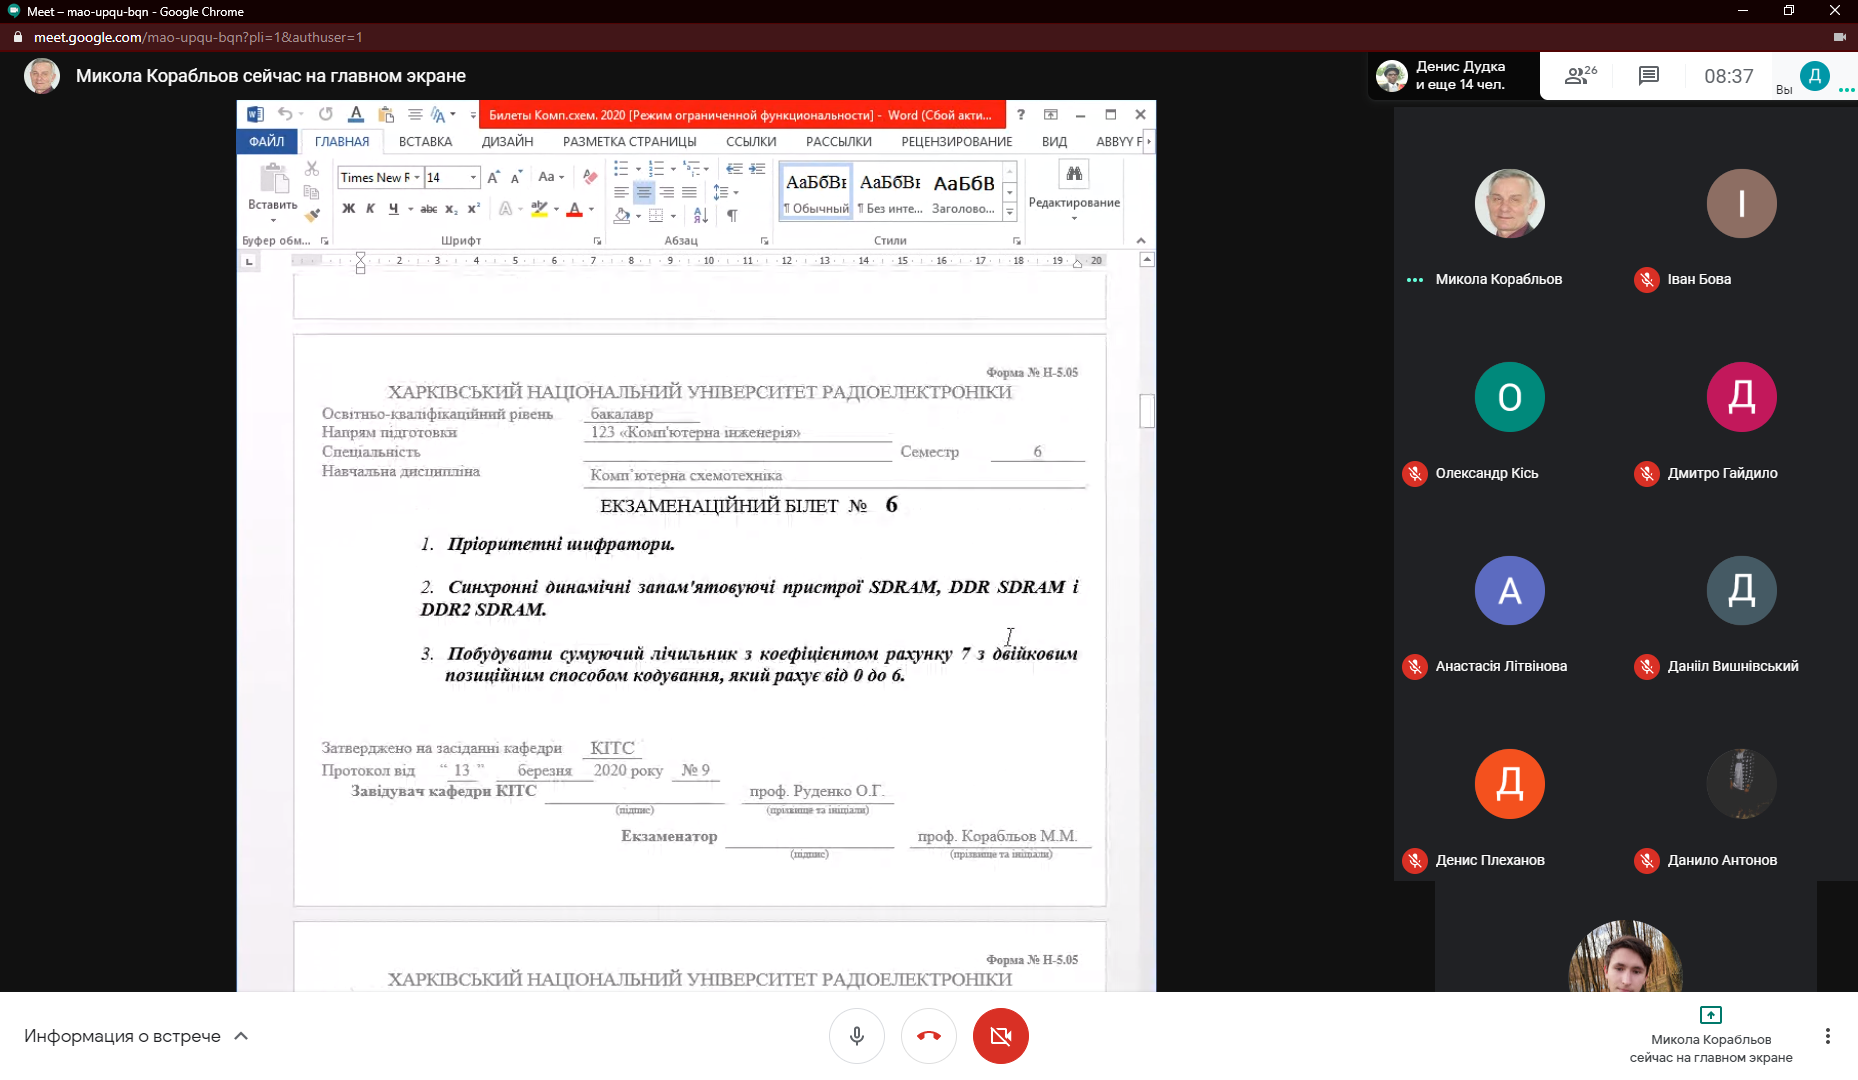 Meet – mao-upqu-bqn - Google Chrome
meet.google.com/mao-upqu-bqn?pli=1&authuser=1
Микола Корабльов сейчас на главном экране
Денис Дудка
и еще 14 чел.
26
08:37
Вы
Д
Билеты Комп.схем. 2020 [Режим ограниченной функциональности] - Word (Сбой акти...
ФАЙЛ ГЛАВНАЯ ВСТАВКА ДИЗАЙН РАЗМЕТКА СТРАНИЦЫ ССЫЛКИ РАССЫЛКИ РЕЦЕНЗИРОВАНИЕ ВИД ABBYY F
Times New R 14 Aa
Вставить
Ж К Ч abc x₂ x²
АаБбВв АаБбВв АаБбВ
¶ Обычный ¶ Без инте... Заголово...
Редактирование
Буфер обм... Шрифт Абзац Стили
2 3 4 5 6 7 8 9 10 11 12 13 14 15 16 17 18 19 20
Форма № Н-5.05
ХАРКІВСЬКИЙ НАЦІОНАЛЬНИЙ УНІВЕРСИТЕТ РАДІОЕЛЕКТРОНІКИ
Освітньо-кваліфікаційний рівень бакалавр
Напрям підготовки 123 «Комп'ютерна інженерія»
Спеціальність Семестр 6
Навчальна дисципліна Комп'ютерна схемотехніка
ЕКЗАМЕНАЦІЙНИЙ БІЛЕТ № 6
1. Пріоритетні шифратори.
2. Синхронні динамічні запам'ятовуючі пристрої SDRAM, DDR SDRAM і
DDR2 SDRAM.
3. Побудувати сумуючий лічильник з коефіцієнтом рахунку 7 з двійковим
позиційним способом кодування, який рахує від 0 до 6.
Затверджено на засіданні кафедри КІТС
Протокол від “ 13 ” березня 2020 року № 9
Завідувач кафедри КІТС проф. Руденко О.Г.
(підпис) (прізвище та ініціали)
Екзаменатор проф. Корабльов М.М.
(підпис) (прізвище та ініціали)
Форма № Н-5.05
ХАРКІВСЬКИЙ НАЦІОНАЛЬНИЙ УНІВЕРСИТЕТ РАДІОЕЛЕКТРОНІКИ
І
Микола Корабльов
Іван Бова
О
Д
Олександр Кісь
Дмитро Гайдило
А
Д
Анастасія Літвінова
Данііл Вишнівський
Д
Денис Плеханов
Данило Антонов
Информация о встрече
Микола Корабльов
сейчас на главном экране